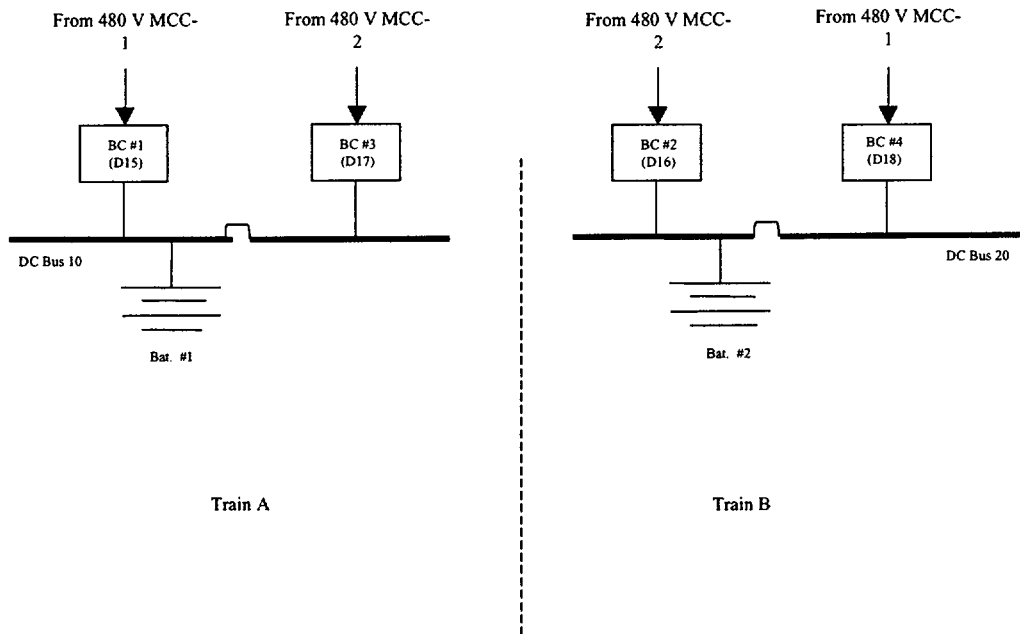 From 480 V MCC-
1
From 480 V MCC-
2
From 480 V MCC-
2
From 480 V MCC-
1
BC #1
(D15)
BC #3
(D17)
BC #2
(D16)
BC #4
(D18)
DC Bus 10
DC Bus 20
Bat. #1
Bat. #2
Train A
Train B